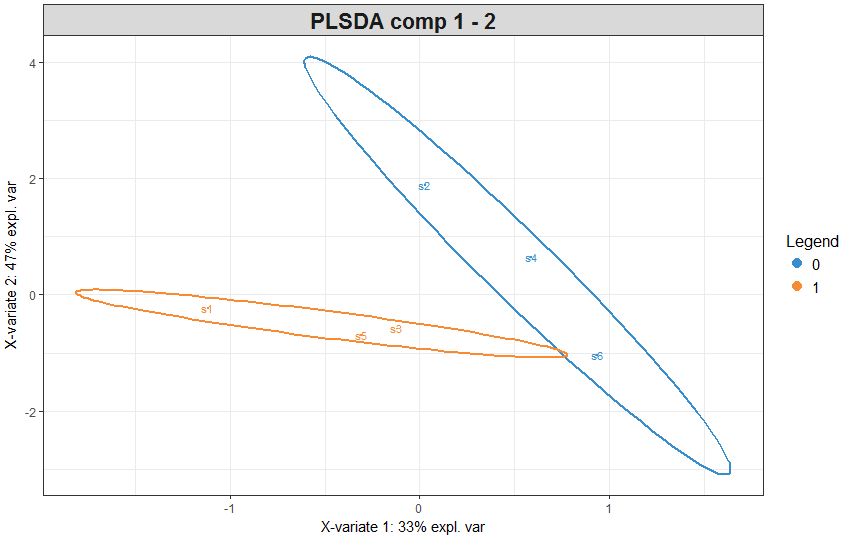 PLSDA comp 1 - 2
4
2
0
-2
X-variate 2: 47% expl. var
s2
s4
s1
s3
s5
s6
-1
0
1
X-variate 1: 33% expl. var
Legend
0
1